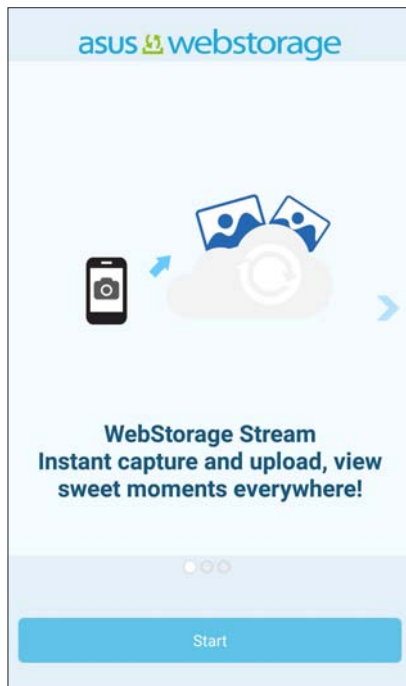 asus webstorage
WebStorage Stream
Instant capture and upload, view
sweet moments everywhere!
Start